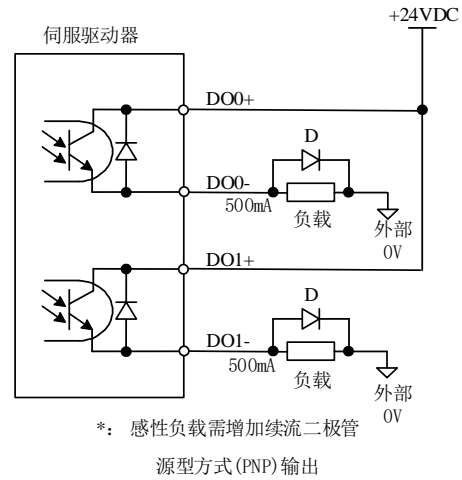 +24VDC
伺服驱动器
DO0+
D
DO0-
500mA
负载
外部
0V
DO1+
D
DO1-
500mA
负载
外部
0V
*： 感性负载需增加续流二极管
源型方式(PNP)输出